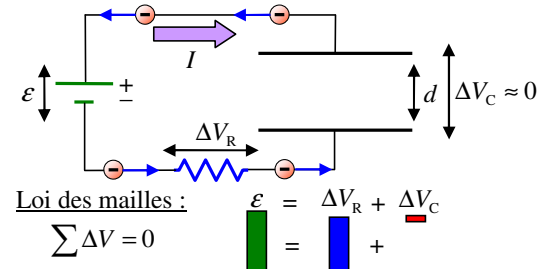 I
ε
+
−
d
ΔV_C ≈ 0
ΔV_R
Loi des mailles :
ε = ΔV_R + ΔV_C
∑ ΔV = 0
= +